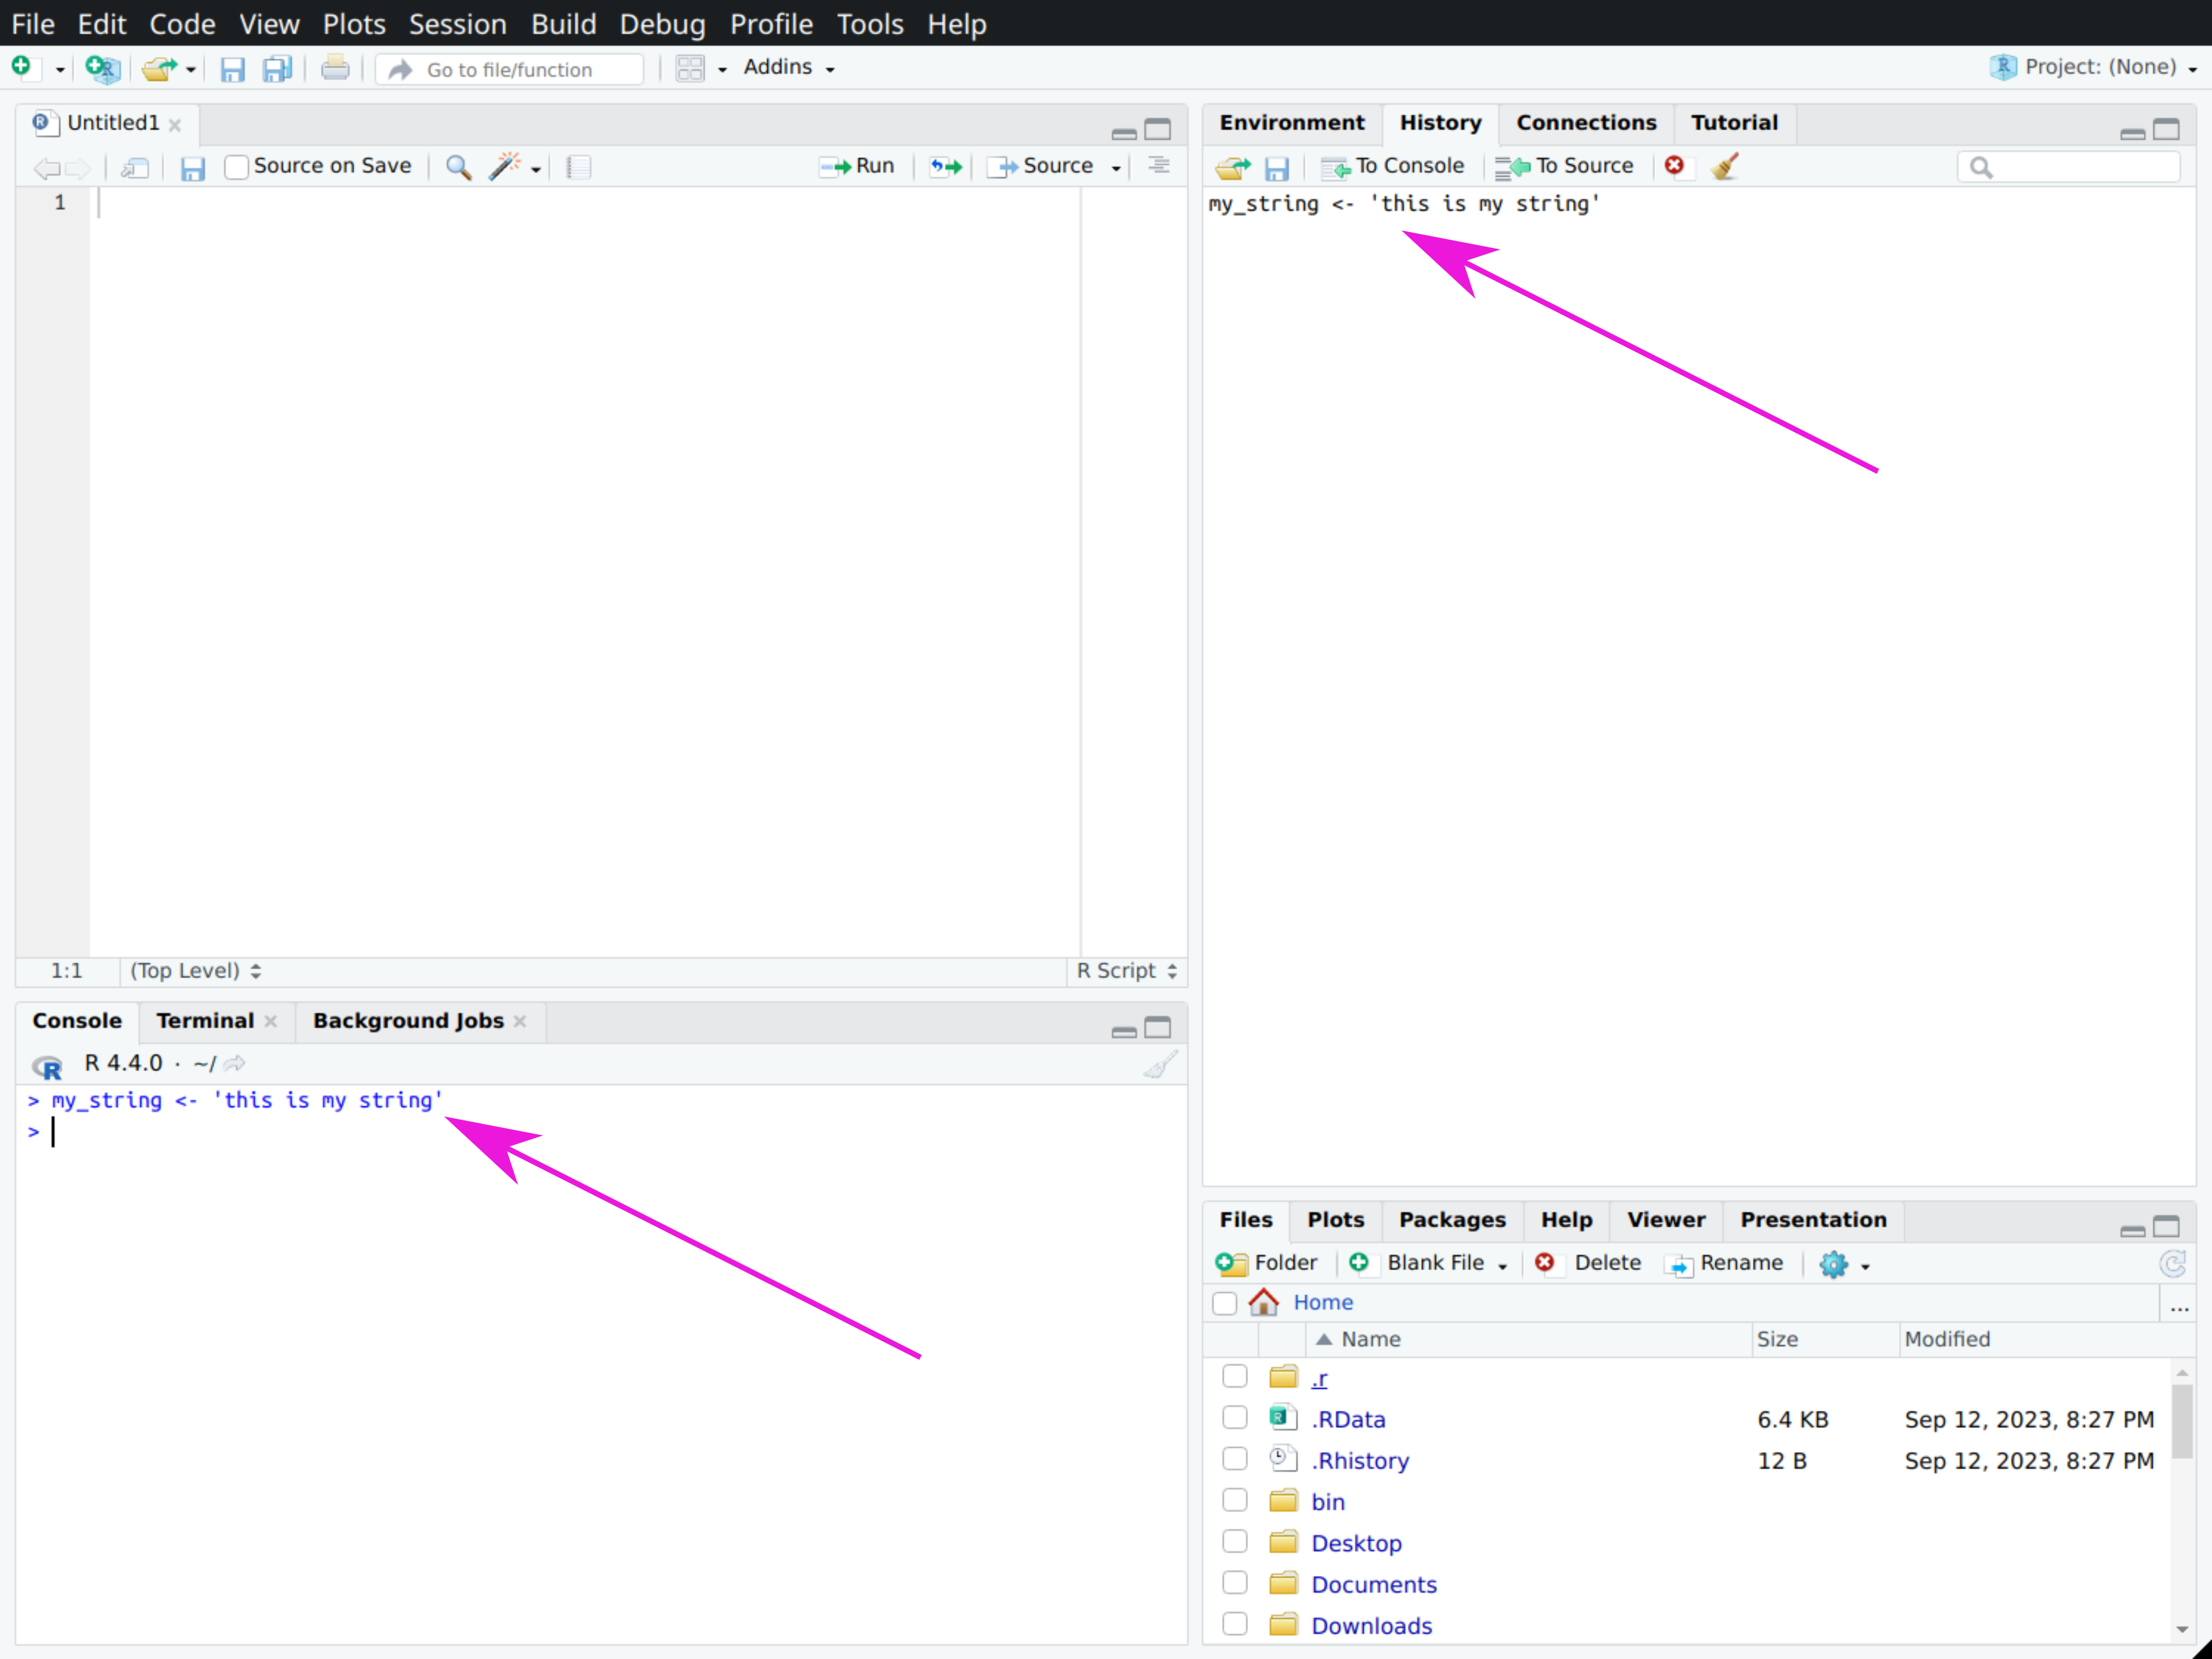 File Edit Code View Plots Session Build Debug Profile Tools Help
Go to file/function Addins Project: (None)
Untitled1
Source on Save Run Source
1
1:1 (Top Level) R Script
Console Terminal Background Jobs
R 4.4.0 · ~/
> my_string <- 'this is my string'
>
Environment History Connections Tutorial
To Console To Source
my_string <- 'this is my string'
Files Plots Packages Help Viewer Presentation
Folder Blank File Delete Rename
Home ...
Name Size Modified
.r
.RData 6.4 KB Sep 12, 2023, 8:27 PM
.Rhistory 12 B Sep 12, 2023, 8:27 PM
bin
Desktop
Documents
Downloads